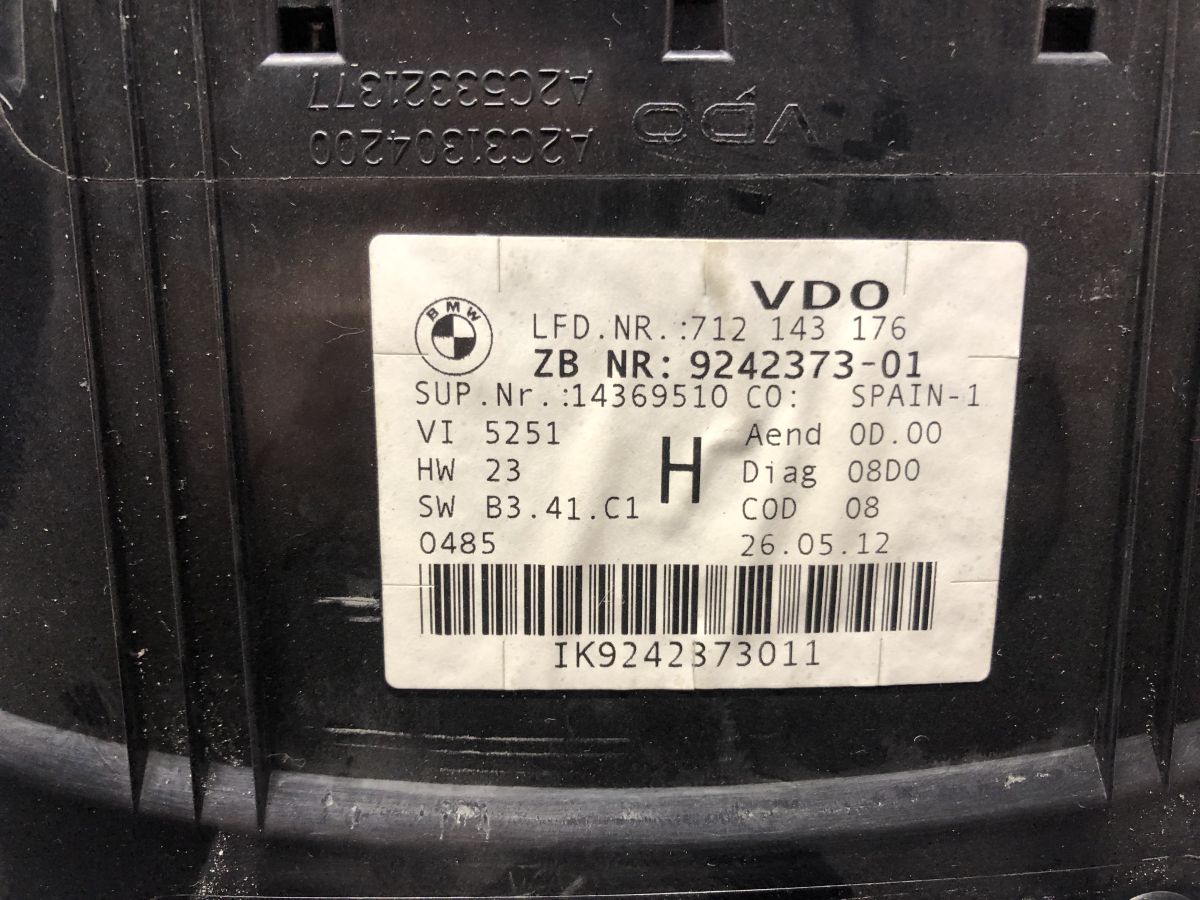 A2C53321377
A2C31304200
VDO
VDO
BMW
LFD.NR.:712 143 176
ZB NR: 9242373-01
SUP.Nr.:14369510 CO: SPAIN-1
VI 5251
H
Aend 0D.00
HW 23
Diag 08D0
SW B3.41.C1
COD 08
0485
26.05.12
IK9242373011